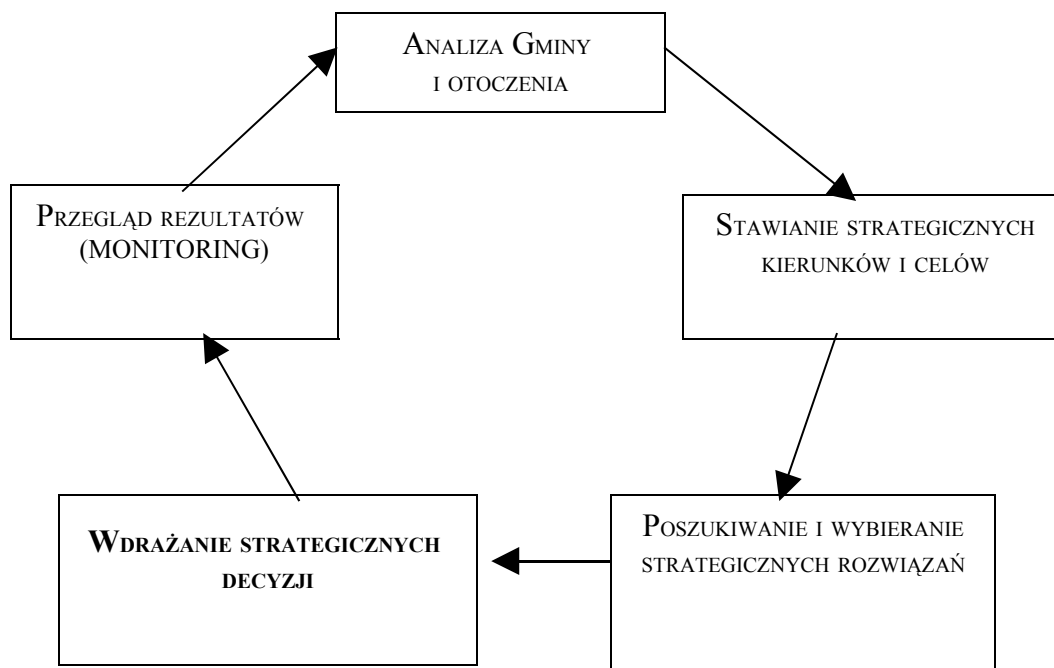 Analiza Gminy
i otoczenia
Przegląd rezultatów
(MONITORING)
Stawianie strategicznych
kierunków i celów
Wdrażanie strategicznych
decyzji
Poszukiwanie i wybieranie
strategicznych rozwiązań